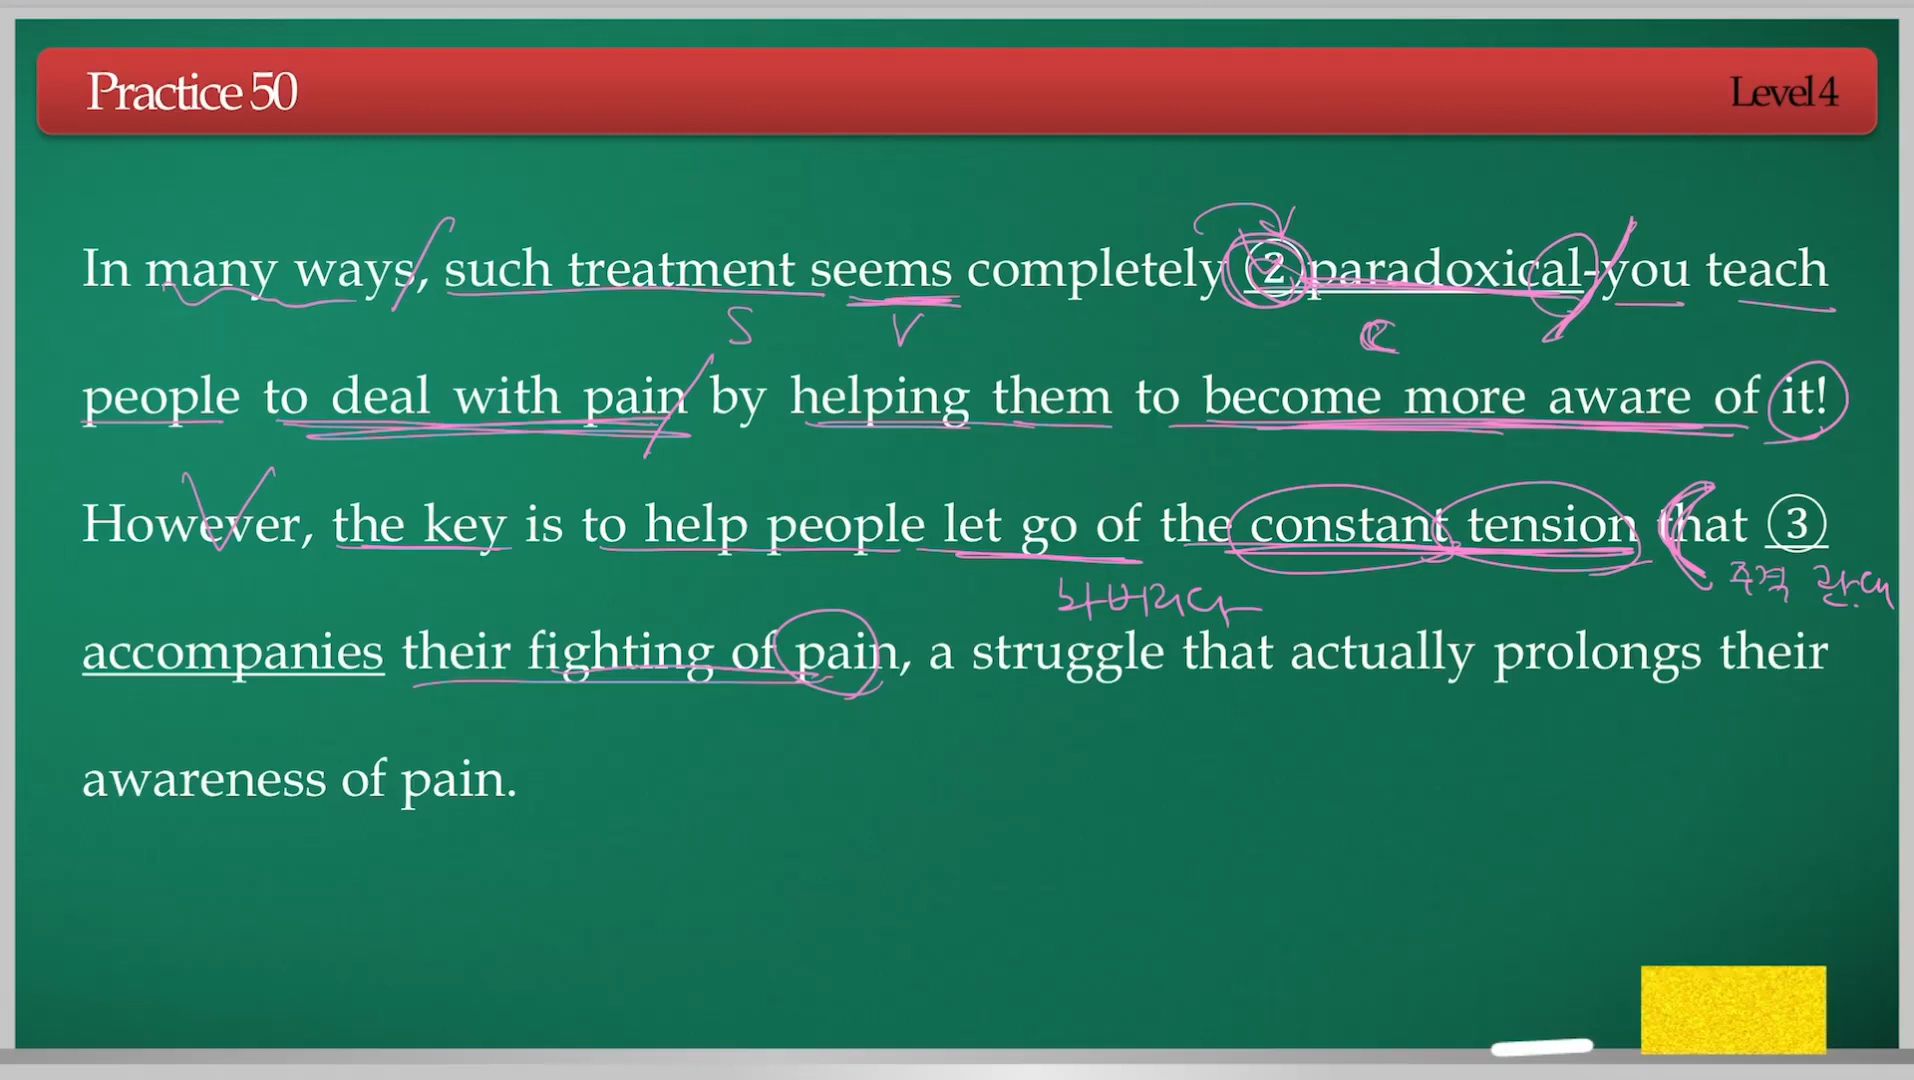 Practice 50
Level 4
In many ways, such treatment seems completely ② paradoxical-you teach
S V C
people to deal with pain by helping them to become more aware of it!
However, the key is to help people let go of the constant tension that ③
놔버리다 주격 관.대
accompanies their fighting of pain, a struggle that actually prolongs their
awareness of pain.